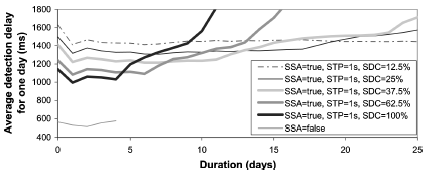 Average detection delay
for one day (ms)
1800
1600
1400
1200
1000
800
600
400
0
5
10
15
20
25
SSA=true, STP=1s, SDC=12.5%
SSA=true, STP=1s, SDC=25%
SSA=true, STP=1s, SDC=37.5%
SSA=true, STP=1s, SDC=62.5%
SSA=true, STP=1s, SDC=100%
SSA=false
Duration (days)